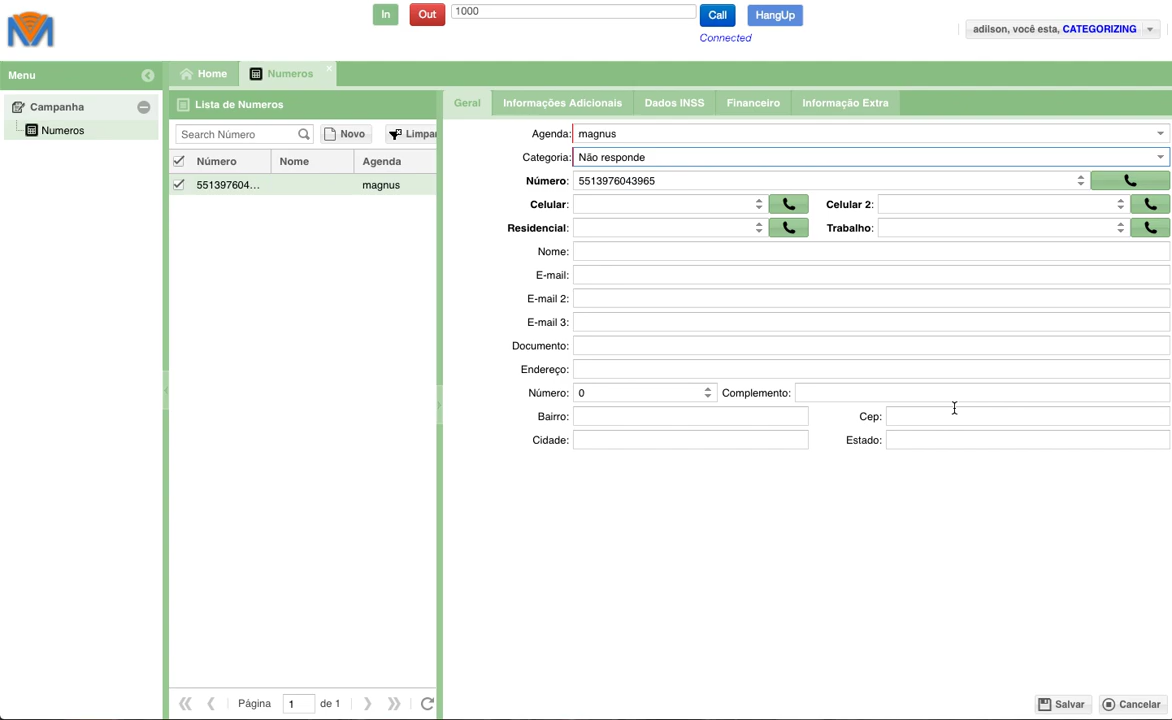 In Out 1000 Call HangUp
Connected
adilson, você esta, CATEGORIZING
Menu
Campanha
Numeros
Home Numeros
Lista de Numeros
Search Número Novo Limpar
Número Nome Agenda
551397604... magnus
Página 1 de 1
Geral Informações Adicionais Dados INSS Financeiro Informação Extra
Agenda: magnus
Categoria: Não responde
Número: 5513976043965
Celular: Celular 2:
Residencial: Trabalho:
Nome:
E-mail:
E-mail 2:
E-mail 3:
Documento:
Endereço:
Número: 0 Complemento:
Bairro: Cep:
Cidade: Estado:
Salvar Cancelar